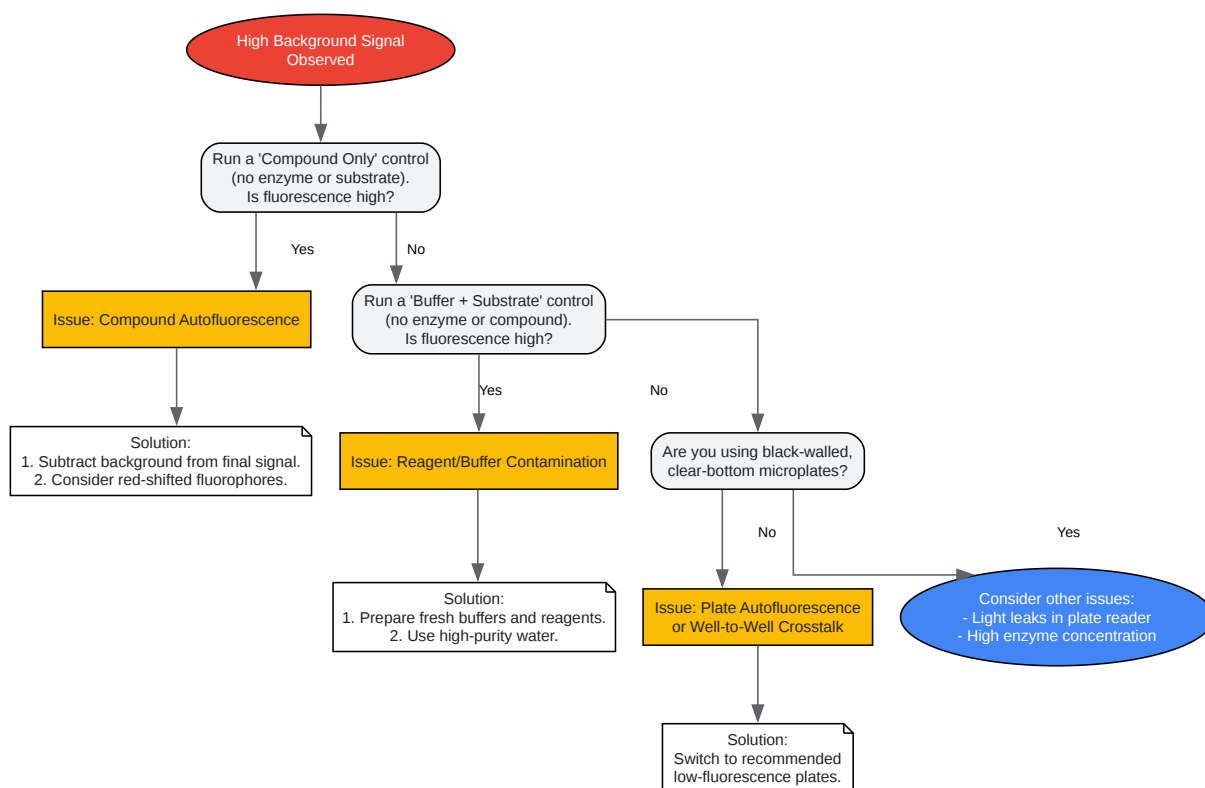 High Background Signal
Observed
Run a 'Compound Only' control
(no enzyme or substrate).
Is fluorescence high?
Yes
No
Issue: Compound Autofluorescence
Run a 'Buffer + Substrate' control
(no enzyme or compound).
Is fluorescence high?
Yes
No
Solution:
1. Subtract background from final signal.
2. Consider red-shifted fluorophores.
Issue: Reagent/Buffer Contamination
Are you using black-walled,
clear-bottom microplates?
No
Yes
Solution:
1. Prepare fresh buffers and reagents.
2. Use high-purity water.
Issue: Plate Autofluorescence
or Well-to-Well Crosstalk
Consider other issues:
- Light leaks in plate reader
- High enzyme concentration
Solution:
Switch to recommended
low-fluorescence plates.